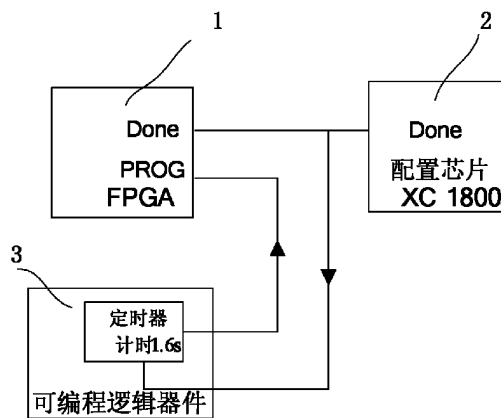 1
2
Done
PROG
FPGA
Done
配置芯片
XC 1800
3
定时器
计时1.6s
可编程逻辑器件